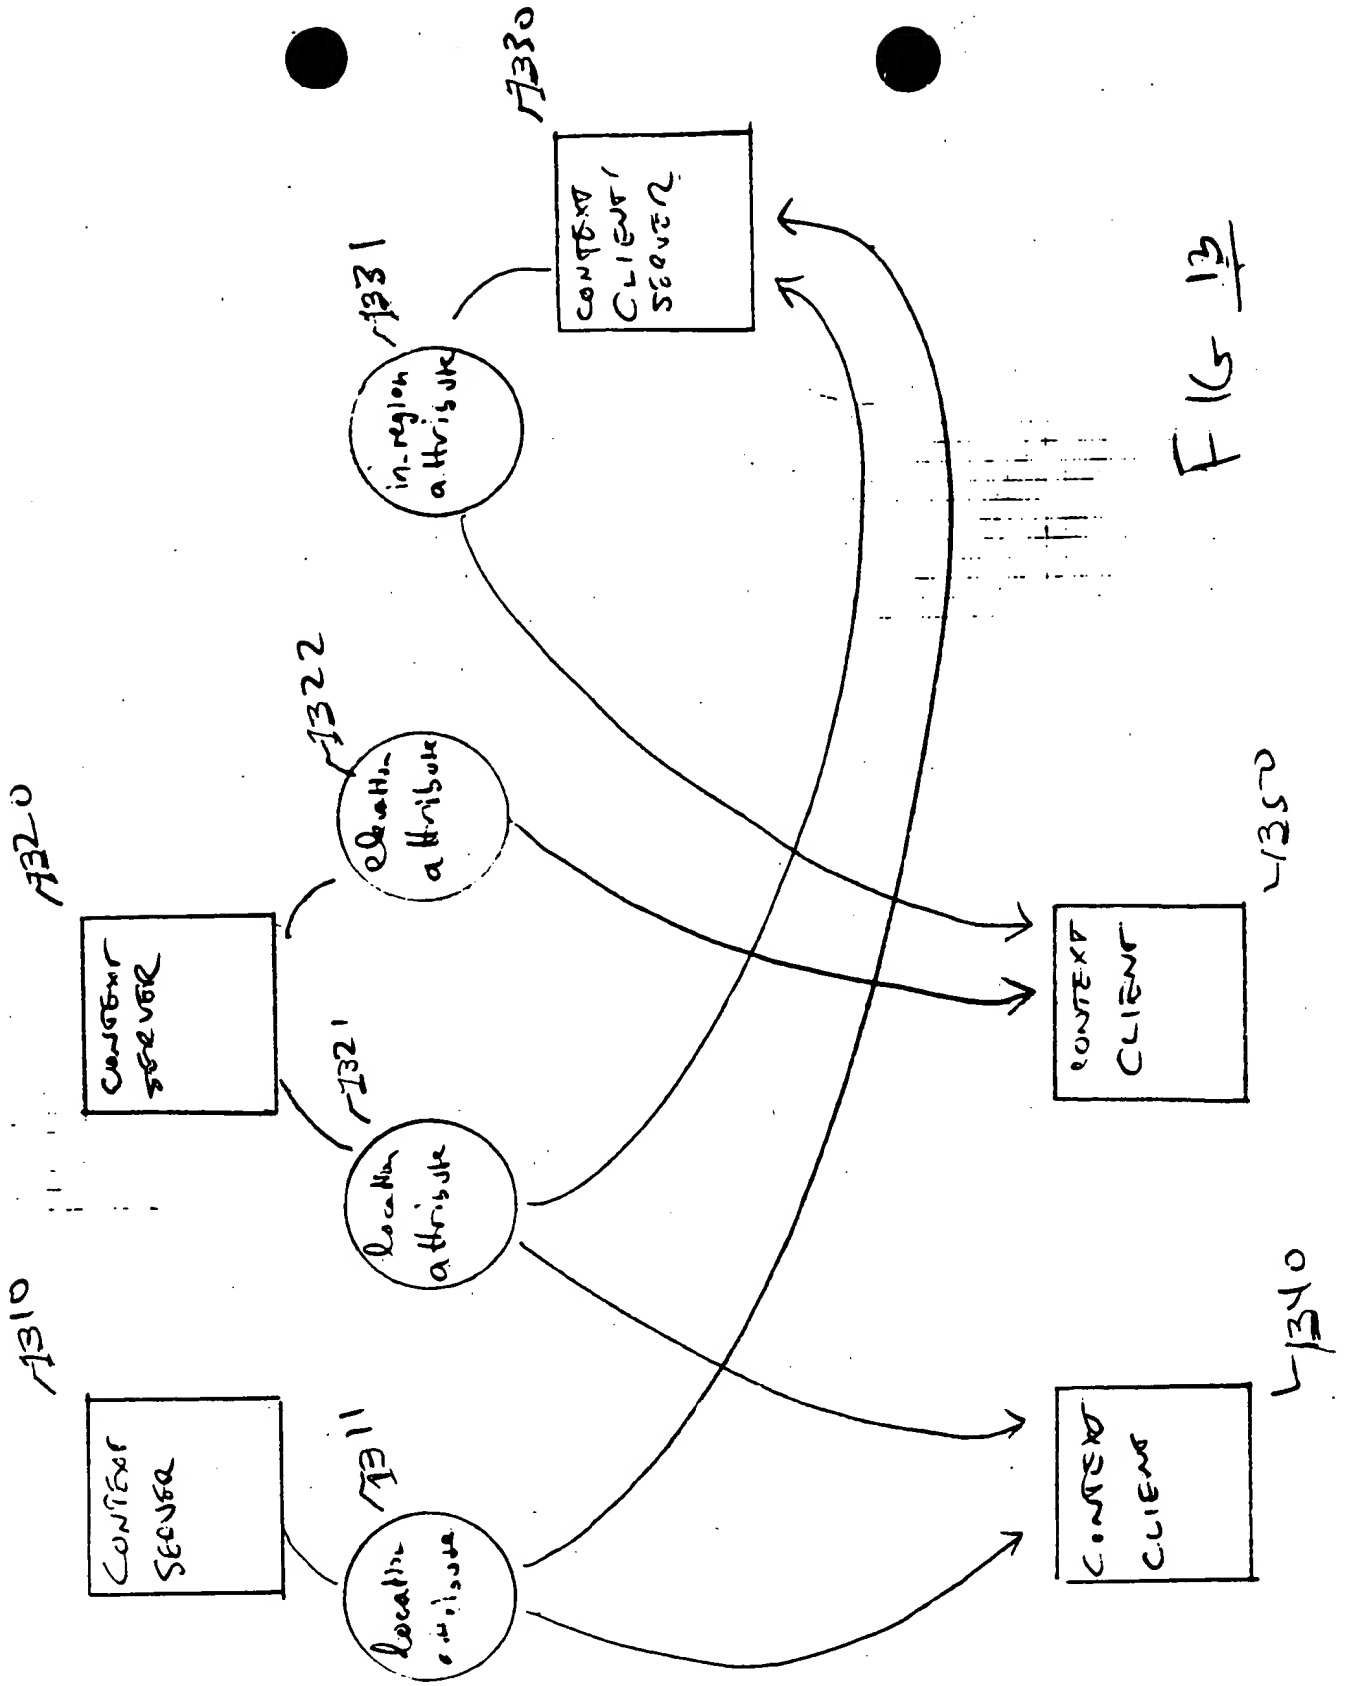 1310
CONTEXT
SERVER
1311
location
attribute
1320
CONTEXT
SERVER
1321
location
attribute
1322
elevation
attribute
1331
in-region
attribute
1330
CONTEXT
CLIENT/
SERVER
CONTEXT
CLIENT
1340
CONTEXT
CLIENT
1350
FIG 13